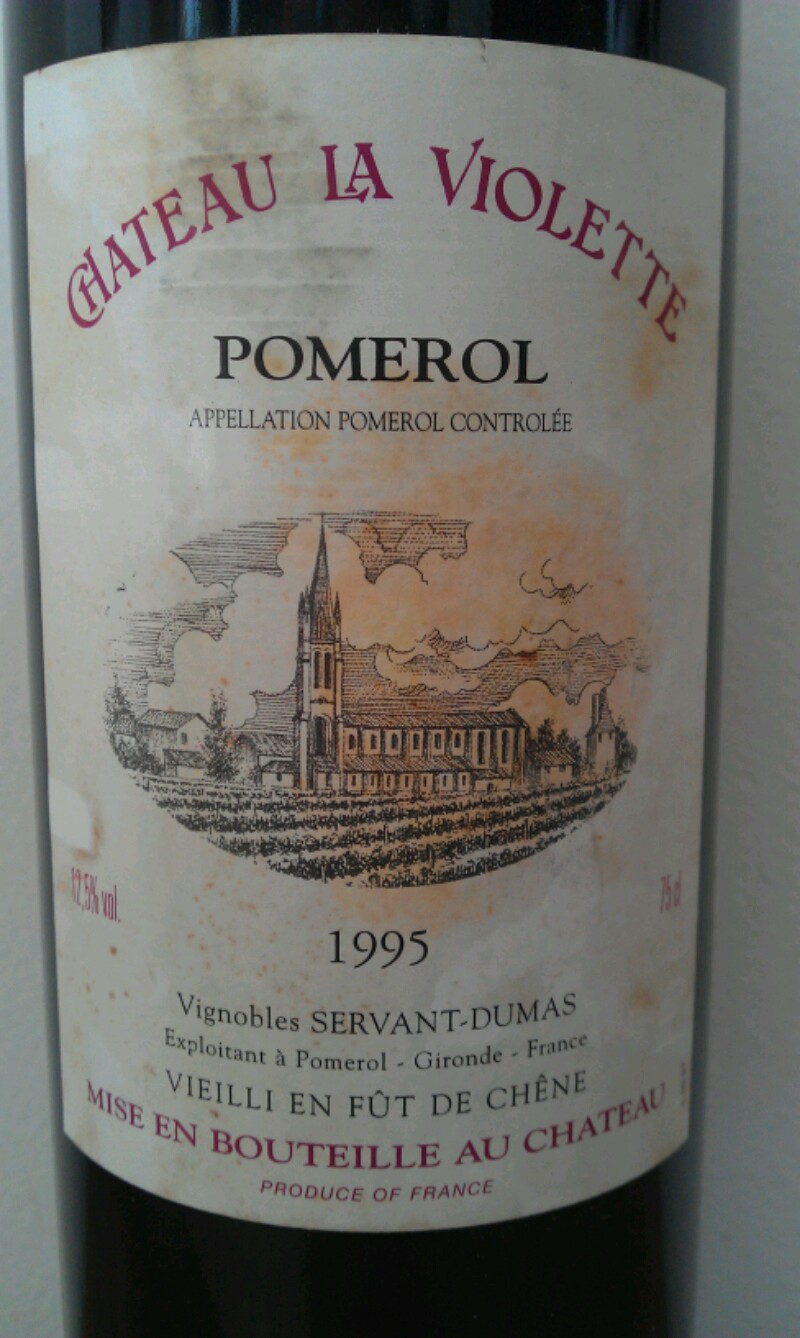 CHATEAU LA VIOLETTE
POMEROL
APPELLATION POMEROL CONTROLÉE
12,5% vol.
75 cl
1995
Vignobles SERVANT-DUMAS
Exploitant à Pomerol - Gironde - France
VIEILLI EN FÛT DE CHÊNE
MISE EN BOUTEILLE AU CHATEAU
PRODUCE OF FRANCE